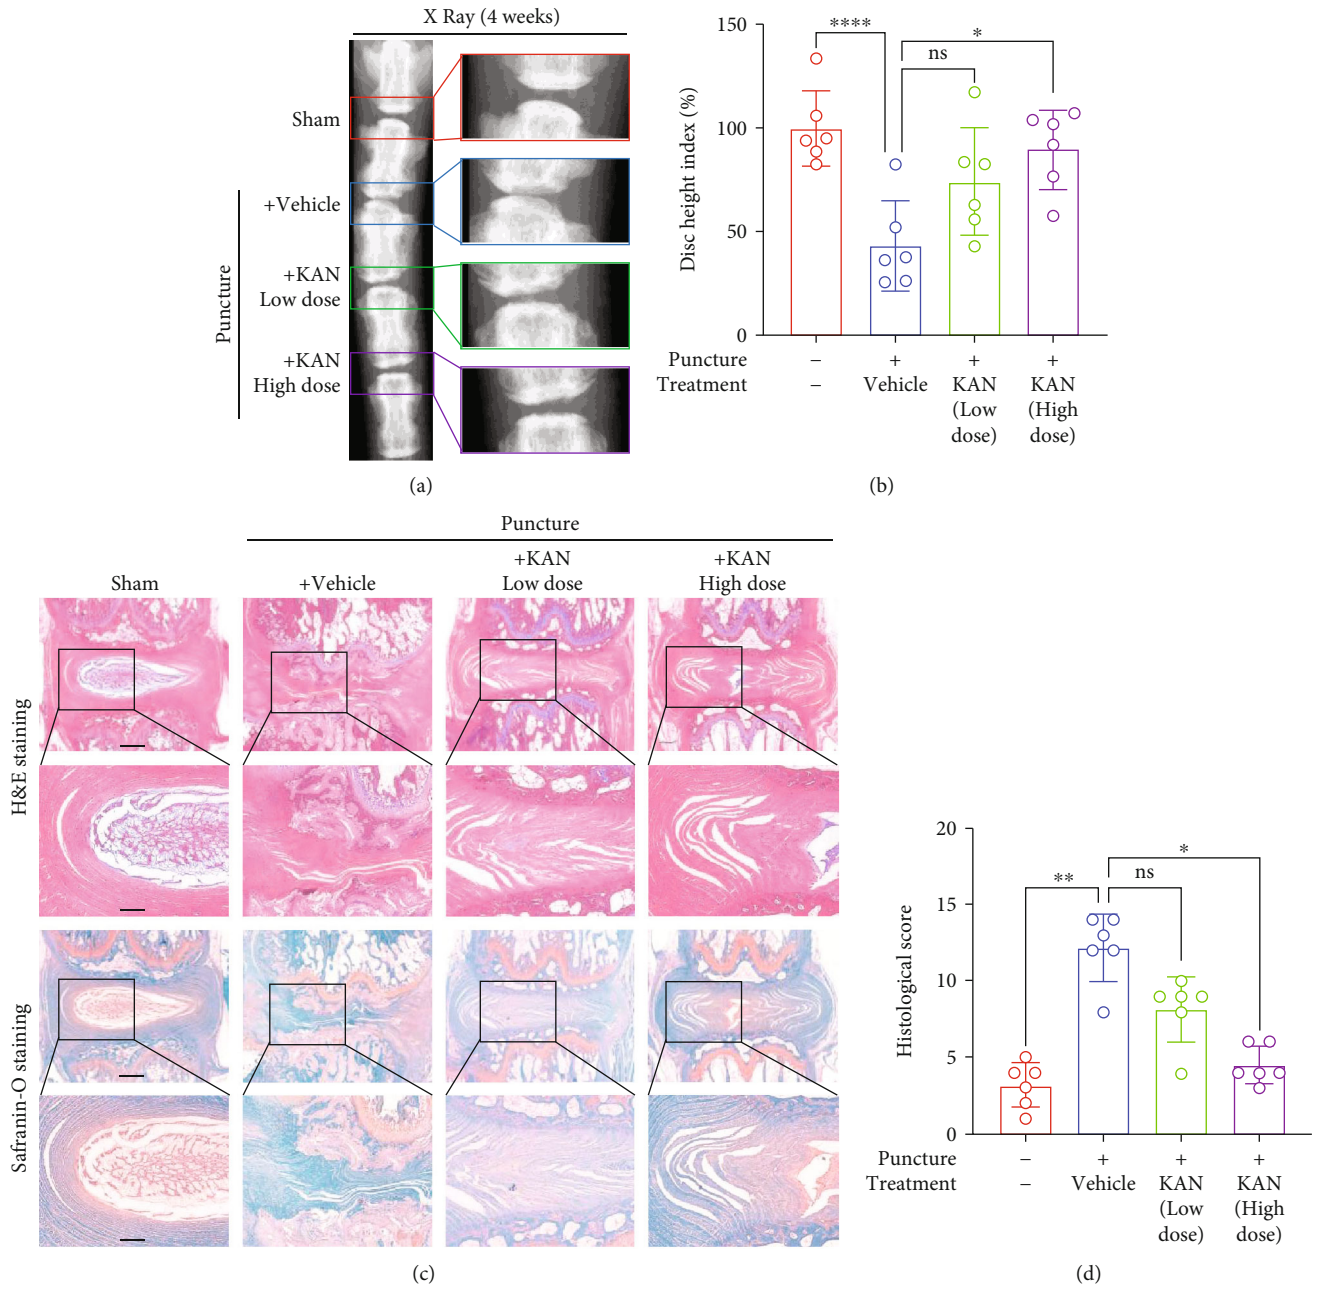 X Ray (4 weeks)
Sham
+Vehicle
+KAN
Low dose
+KAN
High dose
Puncture
(a)
Disc height index (%)
150
100
50
0
****
*
ns
Puncture − + + +
Treatment − Vehicle KAN KAN
(Low (High
dose) dose)
(b)
Puncture
+KAN +KAN
Sham +Vehicle Low dose High dose
H&E staining
Safranin-O staining
(c)
Histological score
20
15
10
5
0
*
** ns
Puncture − + + +
Treatment − Vehicle KAN KAN
(Low (High
dose) dose)
(d)